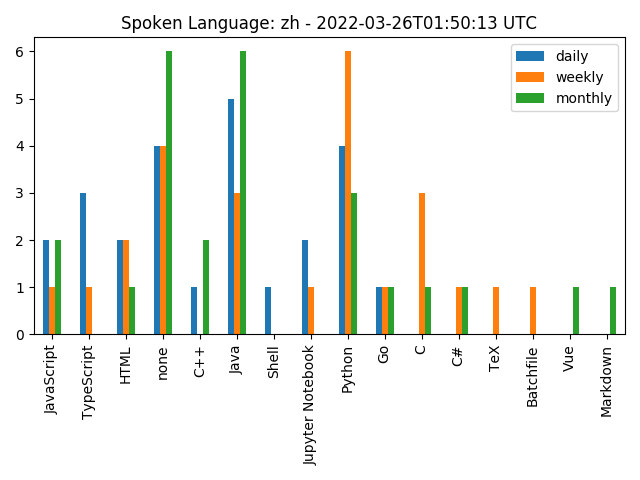 Spoken Language: zh - 2022-03-26T01:50:13 UTC
daily
weekly
monthly
6
5
4
3
2
1
0
JavaScript
TypeScript
HTML
none
C++
Java
Shell
Jupyter Notebook
Python
Go
C
C#
TeX
Batchfile
Vue
Markdown